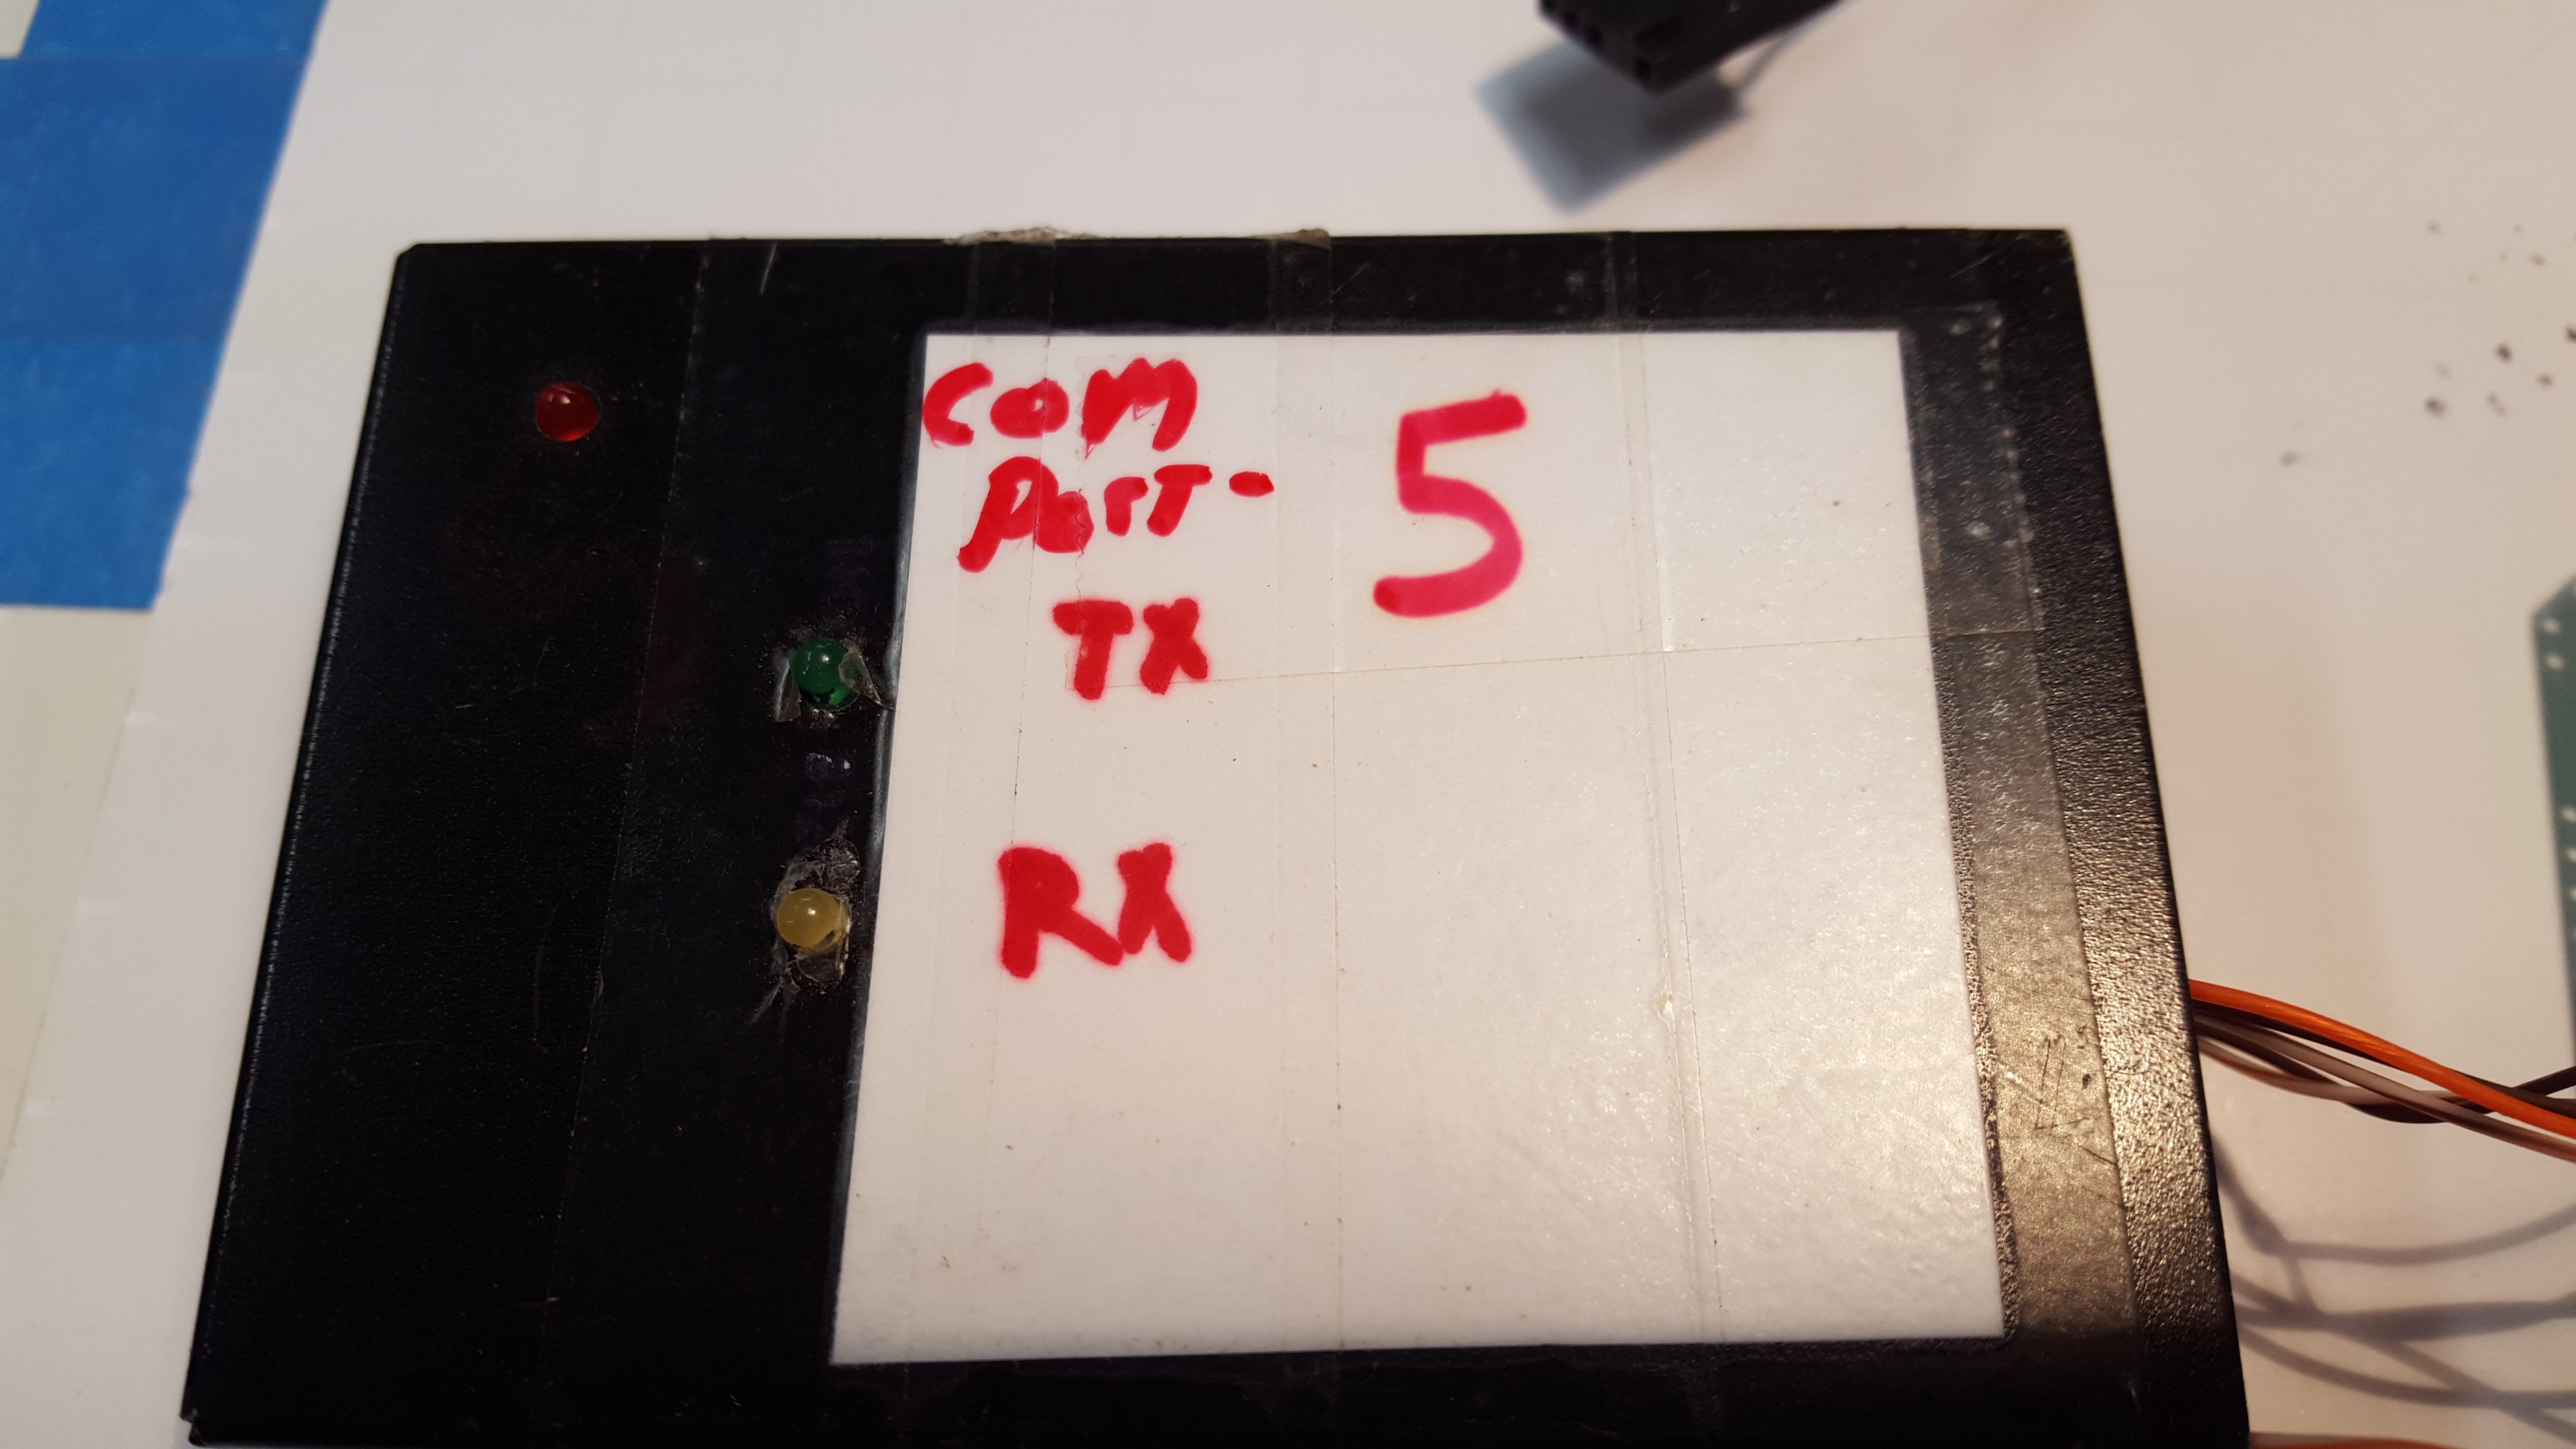 Com
Port - 5
TX
RX